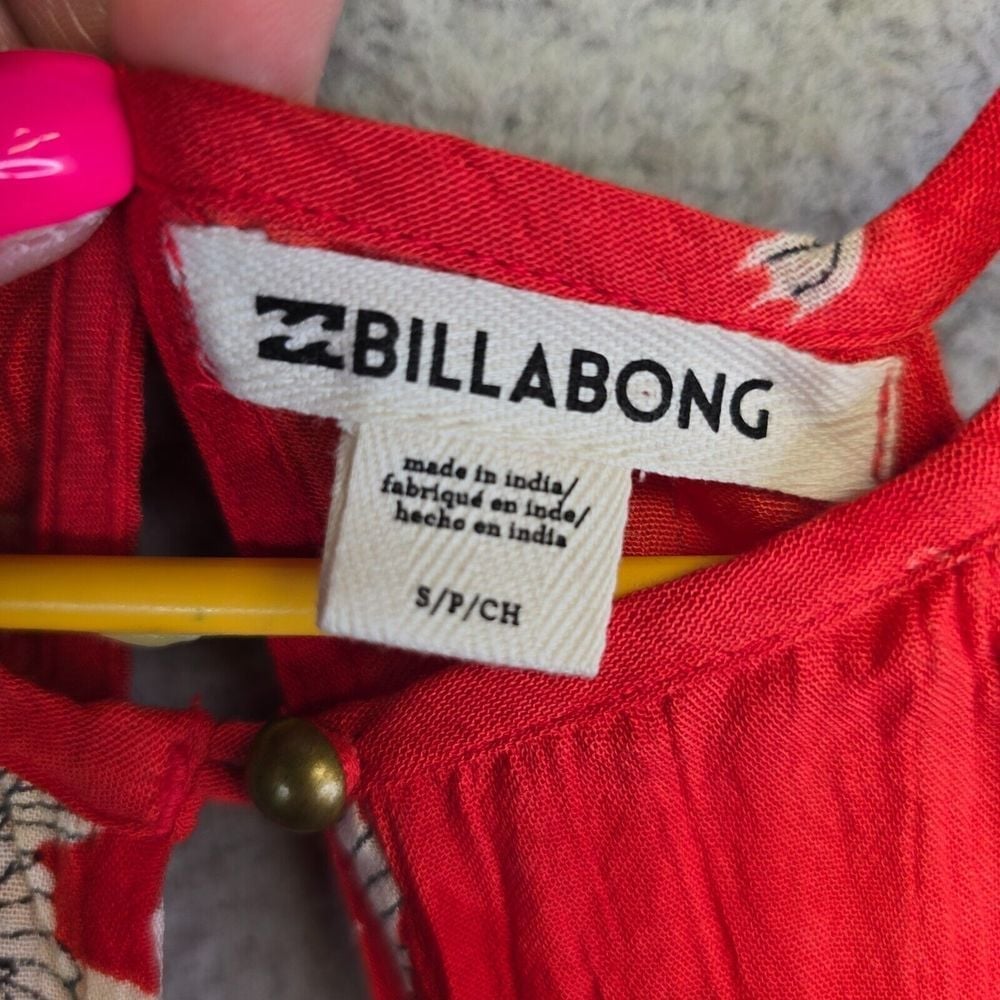 BILLABONG
made in india/
fabriqué en inde/
hecho en india
S/P/CH